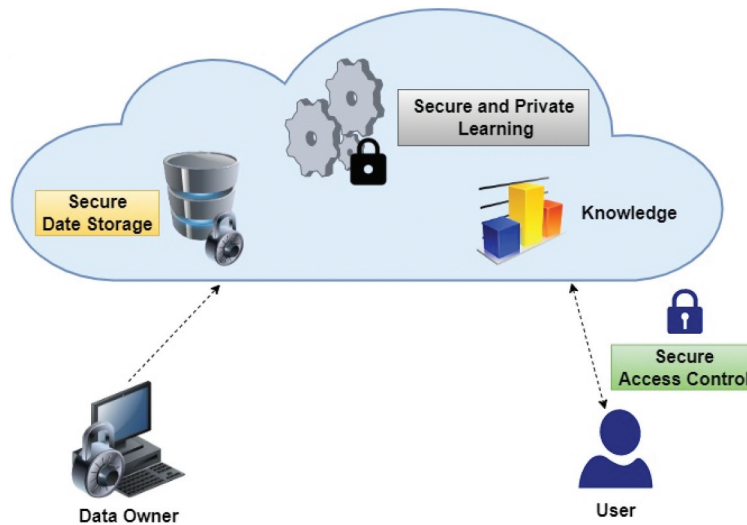 Secure and Private
Learning
Secure
Date Storage
Knowledge
Secure
Access Control
Data Owner
User